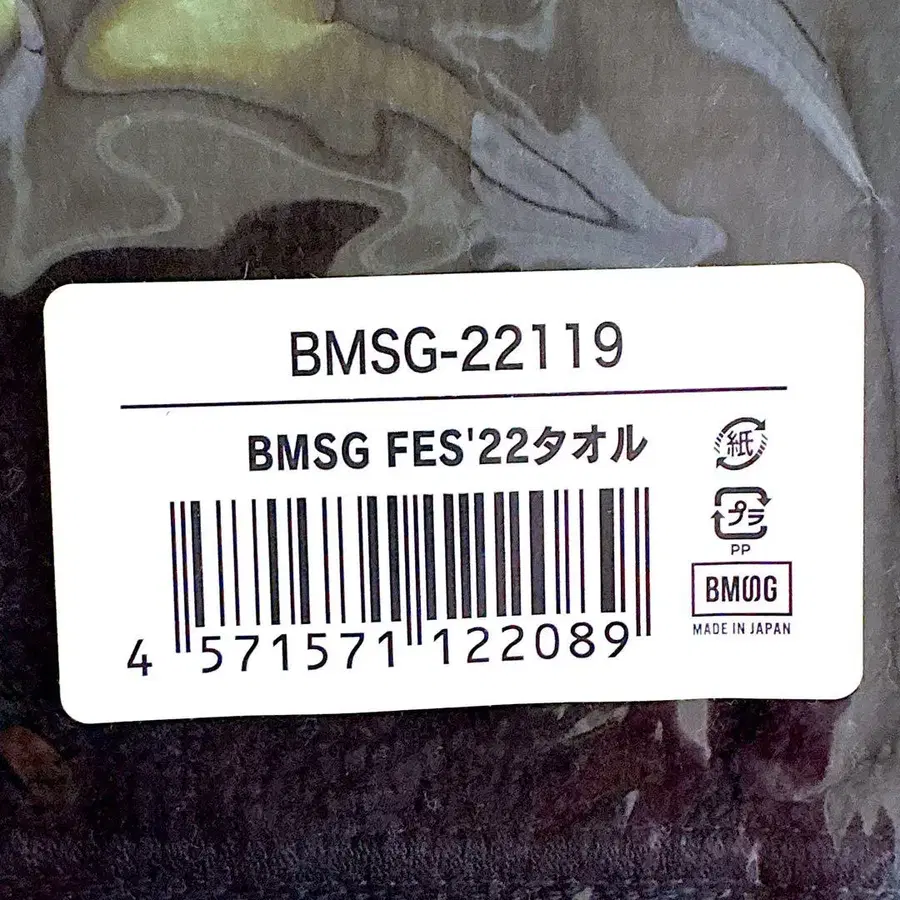 BMSG-22119
BMSG FES'22タオル
紙
プラ
PP
BMSG
MADE IN JAPAN
4 571571 122089